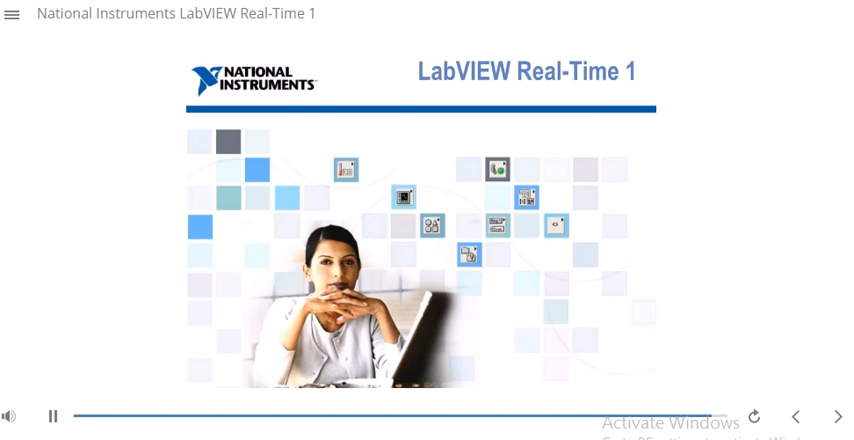 National Instruments LabVIEW Real-Time 1
NATIONAL
INSTRUMENTS
LabVIEW Real-Time 1
Activate Windows